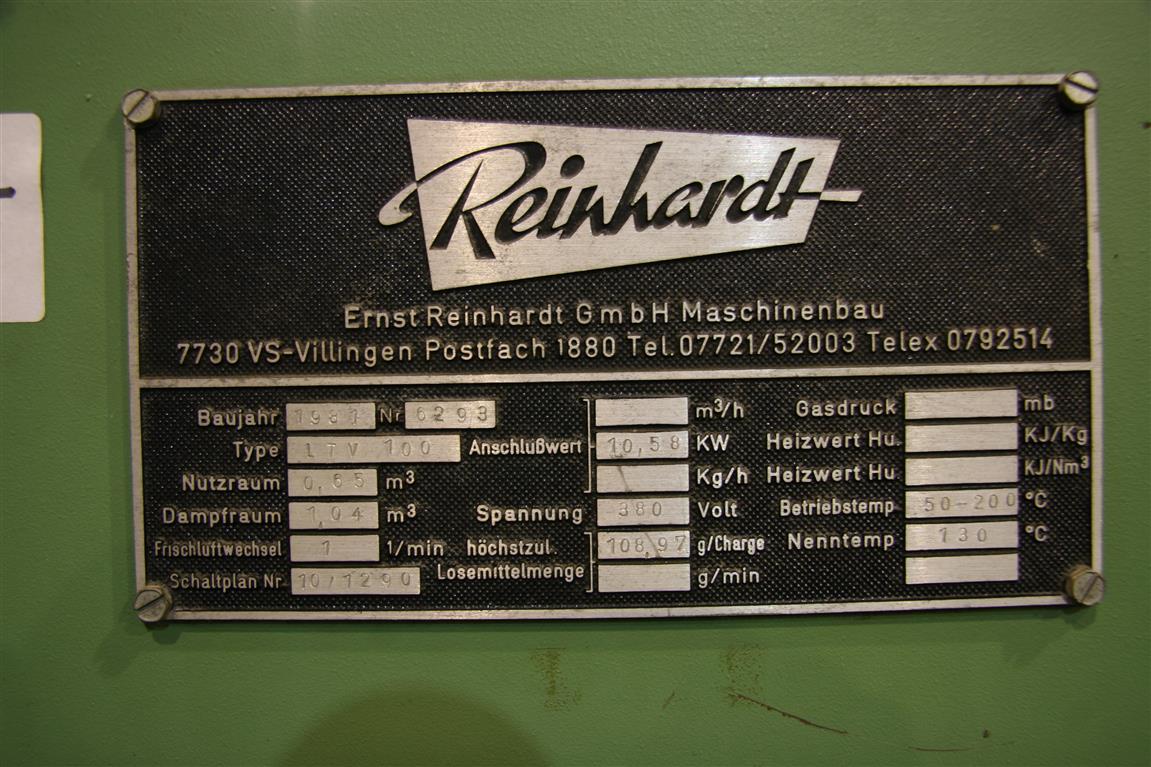 Reinhardt
Ernst Reinhardt GmbH Maschinenbau
7730 VS-Villingen Postfach 1880 Tel.07721/52003 Telex 0792514
Baujahr 1981 Nr 6293 m³/h Gasdruck mb
Type LTV 100 Anschlußwert 10,58 KW Heizwert Hu. KJ/Kg
Nutzraum 0,65 m³ Kg/h Heizwert Hu KJ/Nm³
Dampfraum 1,04 m³ Spannung 380 Volt Betriebstemp 50-200 °C
Frischluftwechsel 1 1/min höchstzul. 108,97 g/Charge Nenntemp 130 °C
Schaltplan Nr 10/1290 Losemittelmenge g/min